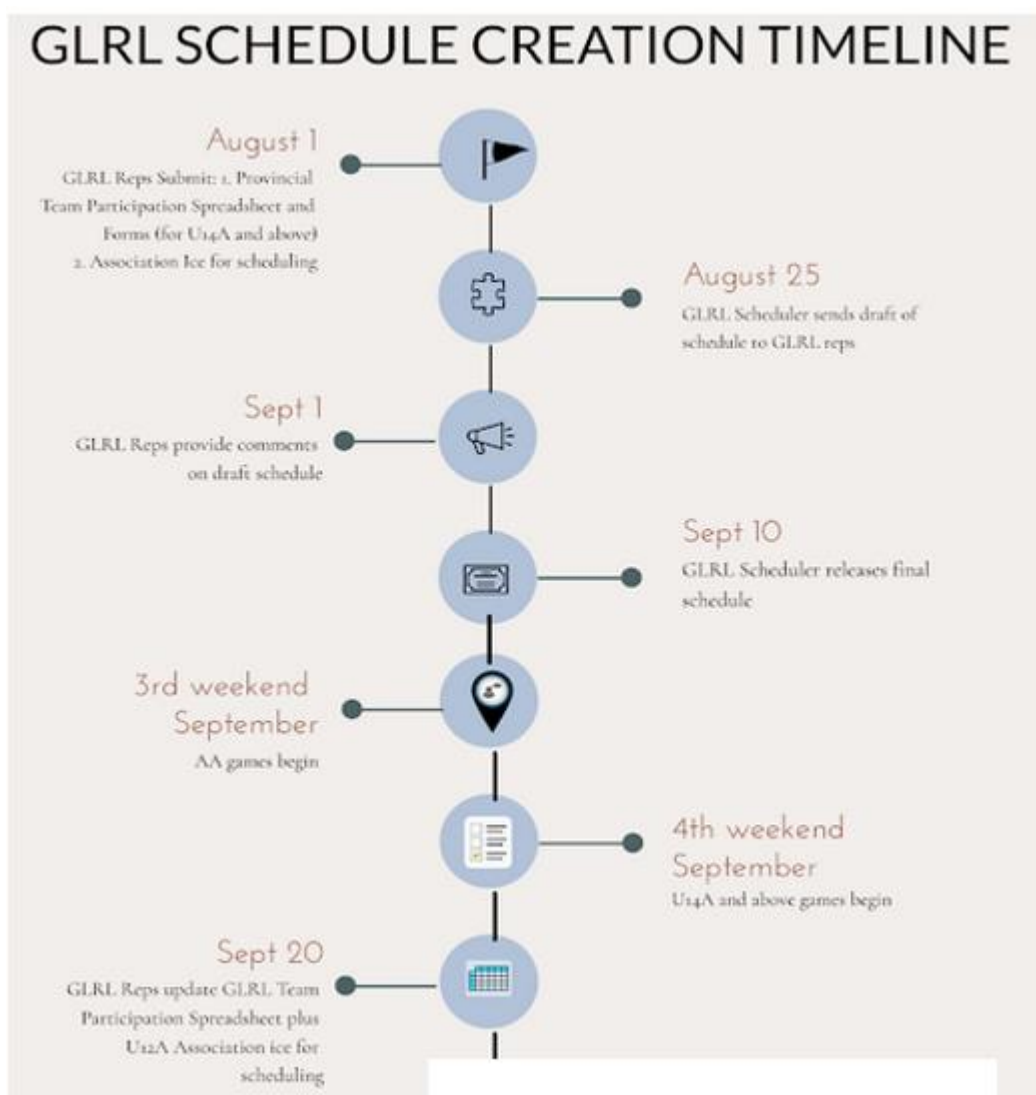 GLRL SCHEDULE CREATION TIMELINE
August 1
GLRL Reps Submit: 1. Provincial
Team Participation Spreadsheet and
Forms (for U14A and above)
2. Association Ice for scheduling
August 25
GLRL Scheduler sends draft of
schedule to GLRL reps
Sept 1
GLRL Reps provide comments
on draft schedule
Sept 10
GLRL Scheduler releases final
schedule
3rd weekend
September
AA games begin
4th weekend
September
U14A and above games begin
Sept 20
GLRL Reps update GLRL Team
Participation Spreadsheet plus
U12A Association ice for
scheduling